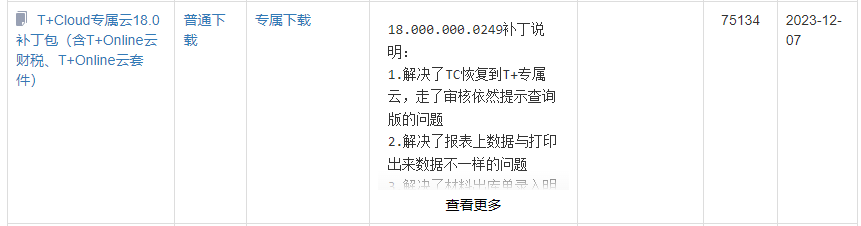 T+Cloud专属云18.0
补丁包（含T+Online云
财税、T+Online云套
件）
普通下
载
专属下载
18.000.000.0249补丁说
明：
1.解决了TC恢复到T+专属
云，走了审核依然提示查询
版的问题
2.解决了报表上数据与打印
出来数据不一样的问题
3.解决了材料出库单录入明
查看更多
75134
2023-12-
07